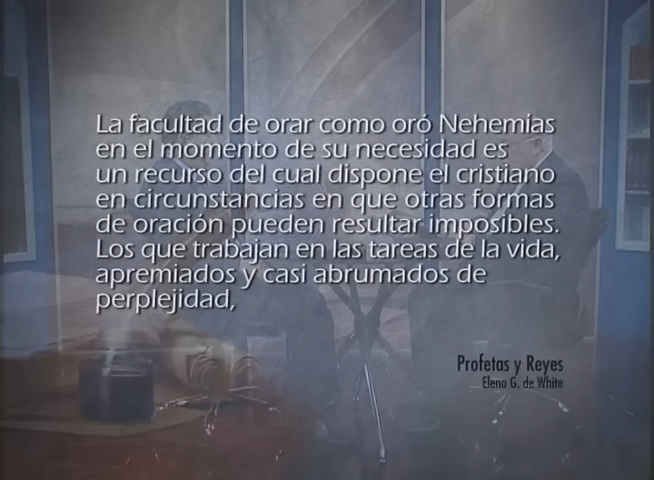 La facultad de orar como oró Nehemías
en el momento de su necesidad es
un recurso del cual dispone el cristiano
en circunstancias en que otras formas
de oración pueden resultar imposibles.
Los que trabajan en las tareas de la vida,
apremiados y casi abrumados de
perplejidad,
Profetas y Reyes
Elena G. de White